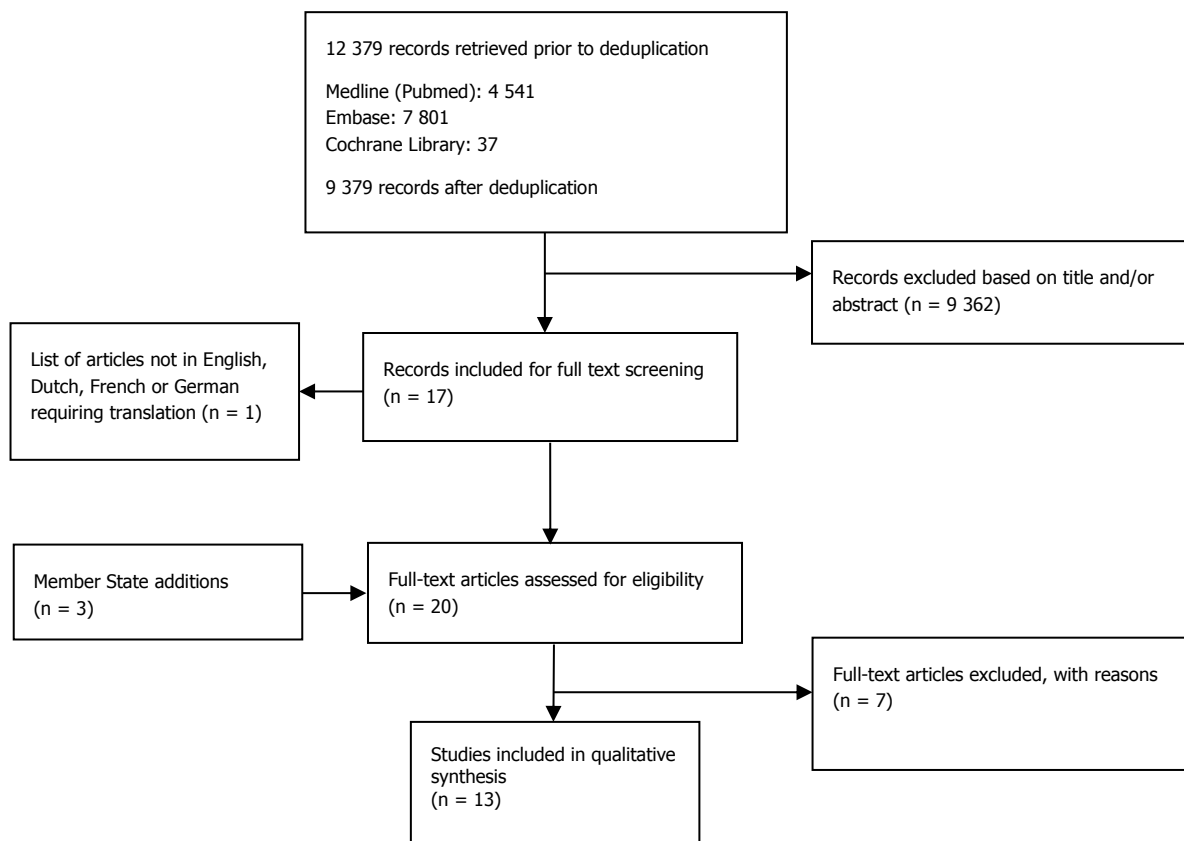 12 379 records retrieved prior to deduplication
Medline (Pubmed): 4 541
Embase: 7 801
Cochrane Library: 37
9 379 records after deduplication
Records excluded based on title and/or
abstract (n = 9 362)
List of articles not in English,
Dutch, French or German
requiring translation (n = 1)
Records included for full text screening
(n = 17)
Member State additions
(n = 3)
Full-text articles assessed for eligibility
(n = 20)
Full-text articles excluded, with reasons
(n = 7)
Studies included in qualitative
synthesis
(n = 13)